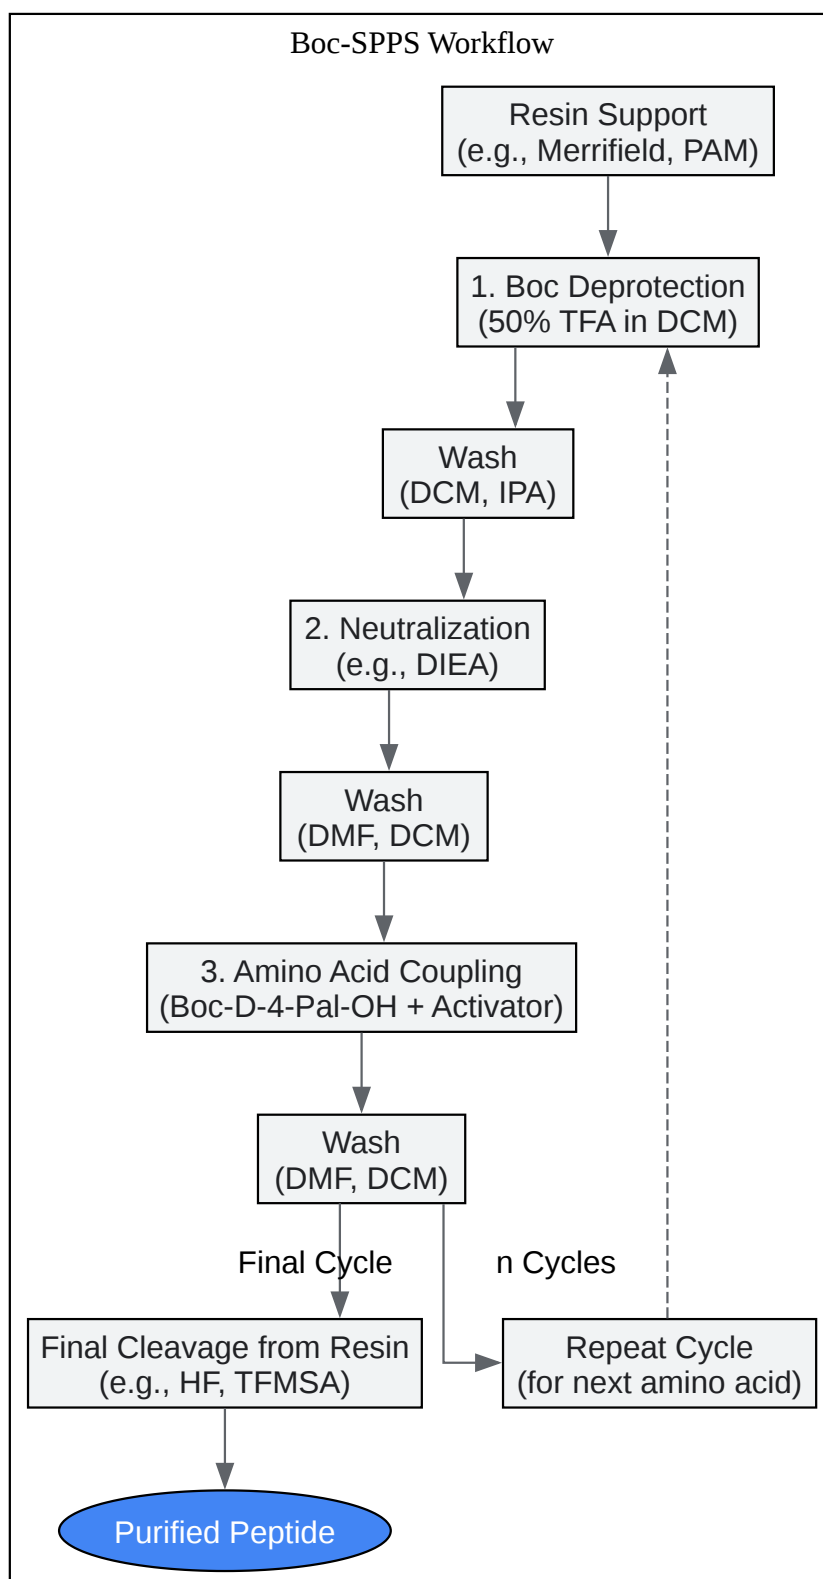 Boc-SPPS Workflow
Resin Support
(e.g., Merrifield, PAM)
1. Boc Deprotection
(50% TFA in DCM)
Wash
(DCM, IPA)
2. Neutralization
(e.g., DIEA)
Wash
(DMF, DCM)
3. Amino Acid Coupling
(Boc-D-4-Pal-OH + Activator)
Wash
(DMF, DCM)
Final Cycle
n Cycles
Final Cleavage from Resin
(e.g., HF, TFMSA)
Repeat Cycle
(for next amino acid)
Purified Peptide